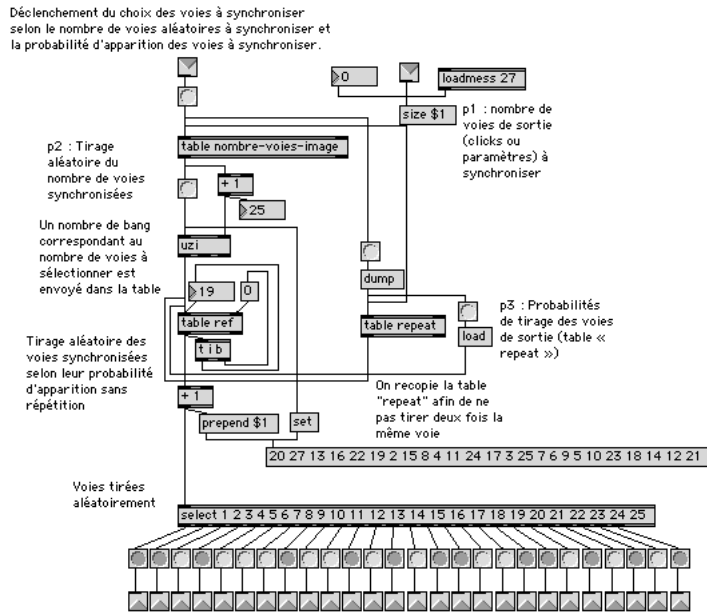 Déclenchement du choix des voies à synchroniser
selon le nombre de voies aléatoires à synchroniser et
la probabilité d'apparition des voies à synchroniser.
0
loadmess 27
size $1
p1 : nombre de
voies de sortie
(clicks ou
paramètres) à
synchroniser
table nombre-voies-image
p2 : Tirage
aléatoire du
nombre de voies
synchronisées
+ 1
25
Un nombre de bang
correspondant au
nombre de voies à
sélectionner est
envoyé dans la table
uzi
dump
19
0
table ref
table repeat
load
p3 : Probabilités
de tirage des voies
de sortie (table «
repeat »)
t i b
Tirage aléatoire des
voies synchronisées
selon leur probabilité
d'apparition sans
répétition
+ 1
prepend $1
set
On recopie la table
"repeat" afin de ne
pas tirer deux fois la
même voie
20 27 13 16 22 19 2 15 8 4 11 24 17 3 25 7 6 9 5 10 23 18 14 12 21
Voies tirées
aléatoirement
select 1 2 3 4 5 6 7 8 9 10 11 12 13 14 15 16 17 18 19 20 21 22 23 24 25